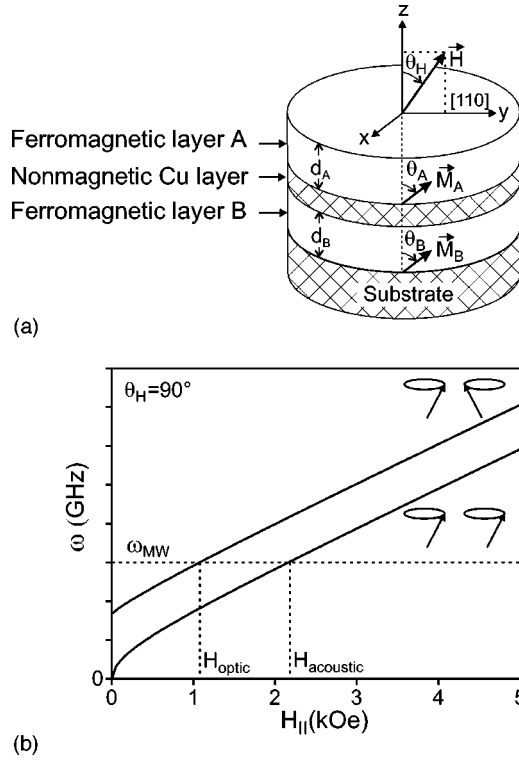 z
θH
H
[110]
y
x
Ferromagnetic layer A
dA
θA
MA
Nonmagnetic Cu layer
Ferromagnetic layer B
dB
θB
MB
Substrate
(a)
θH=90°
ω (GHz)
ωMW
Hoptic
Hacoustic
0
0 1 2 3 4 5
H||(kOe)
(b)